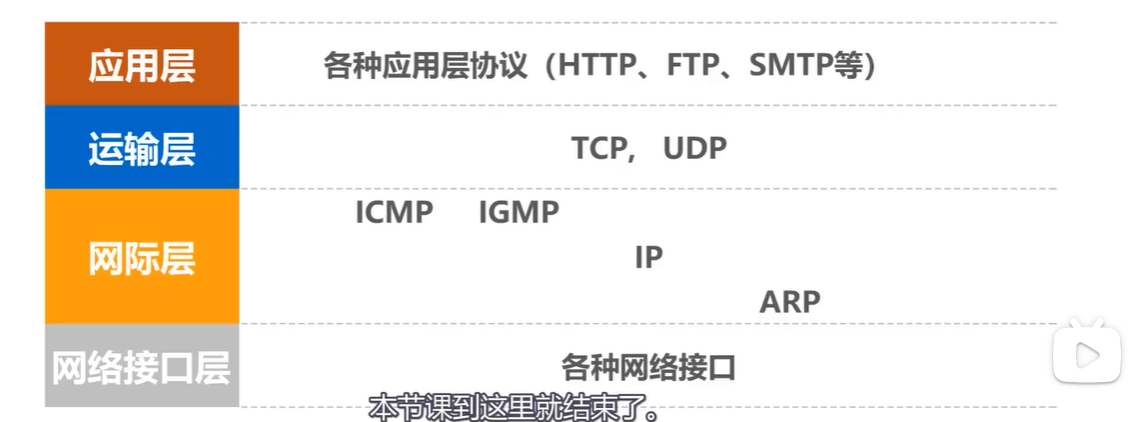 应用层 各种应用层协议（HTTP、FTP、SMTP等）
运输层 TCP, UDP
ICMP IGMP
网际层 IP
ARP
网络接口层 各种网络接口
本节课到这里就结束了。